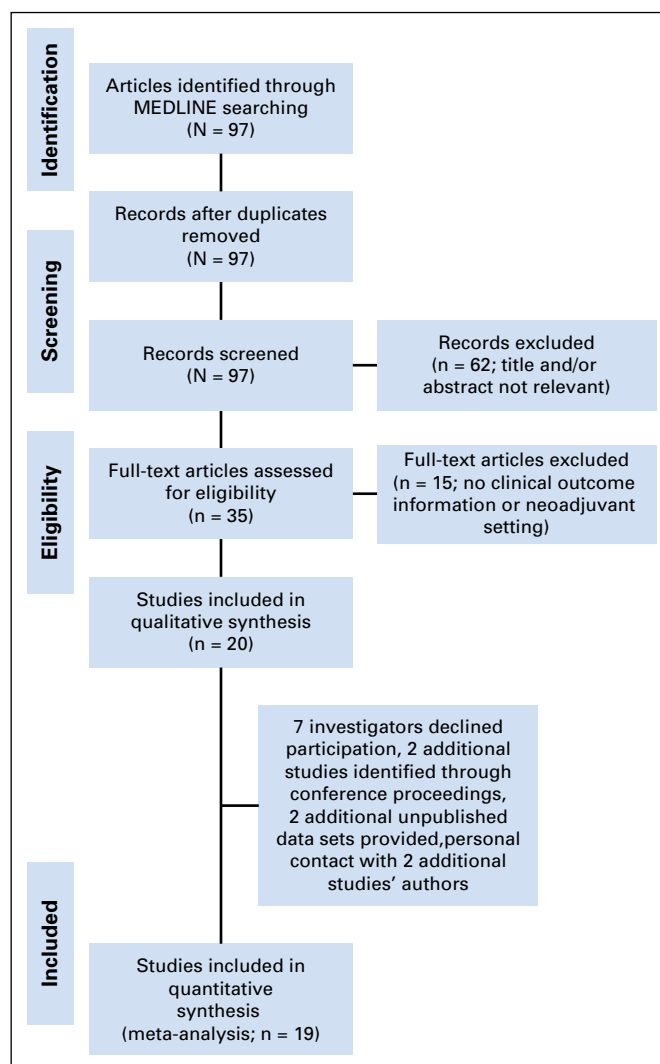 Identification
Articles identified through
MEDLINE searching
(N = 97)
Records after duplicates
removed
(N = 97)
Screening
Records screened
(N = 97)
Records excluded
(n = 62; title and/or
abstract not relevant)
Eligibility
Full-text articles assessed
for eligibility
(n = 35)
Full-text articles excluded
(n = 15; no clinical outcome
information or neoadjuvant
setting)
Studies included in
qualitative synthesis
(n = 20)
7 investigators declined
participation, 2 additional
studies identified through
conference proceedings,
2 additional unpublished
data sets provided,personal
contact with 2 additional
studies’ authors
Included
Studies included in
quantitative
synthesis
(meta-analysis; n = 19)